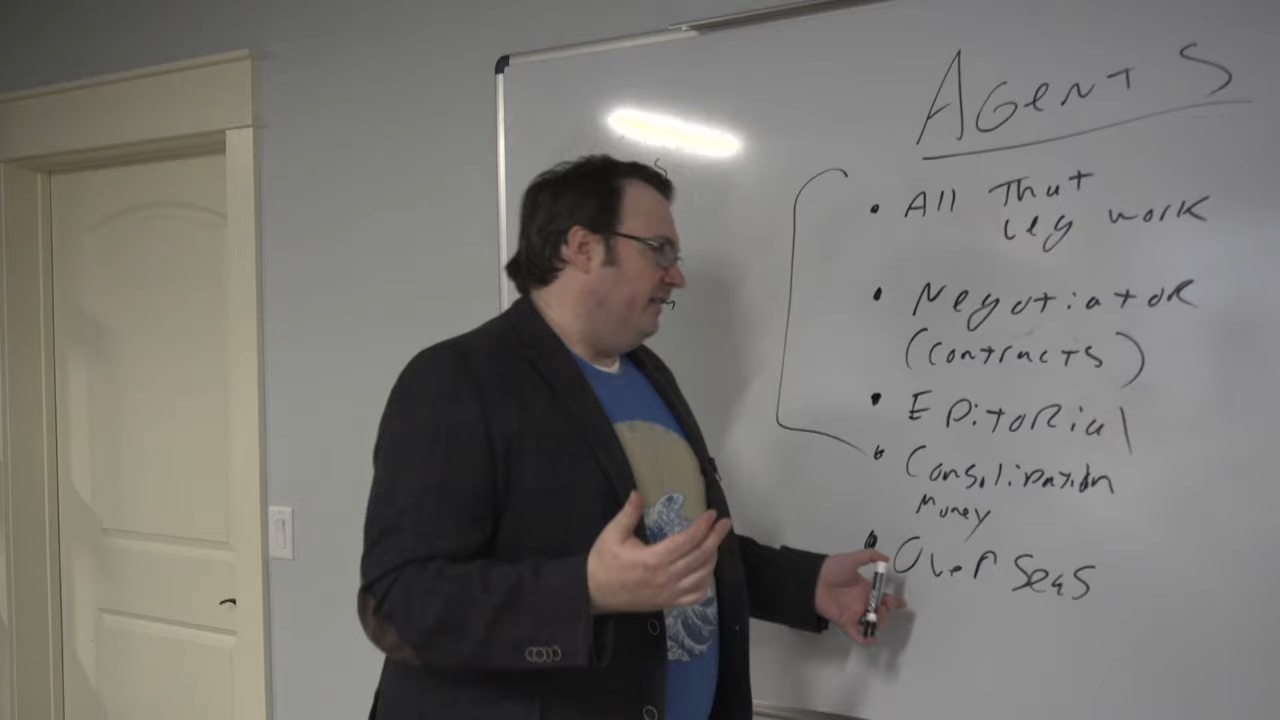 Agents
• All That
leg work
• Negotiator
(contracts)
• Editorial
• Consolidation
Money
• Over Seas